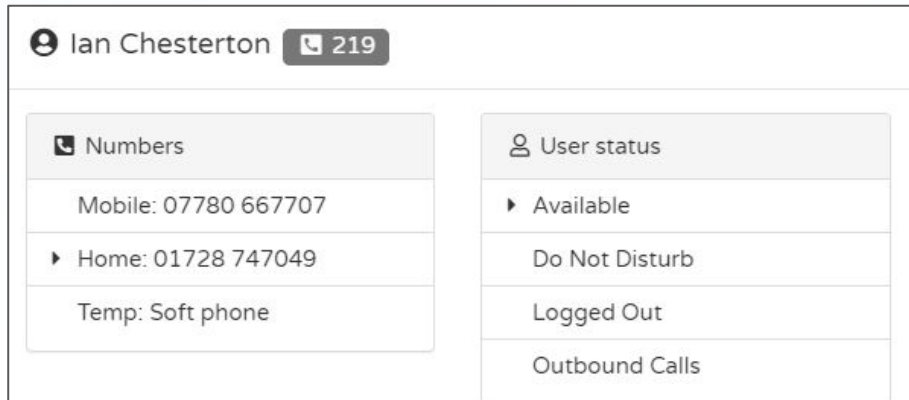 Ian Chesterton 219
Numbers
Mobile: 07780 667707
Home: 01728 747049
Temp: Soft phone
User status
Available
Do Not Disturb
Logged Out
Outbound Calls